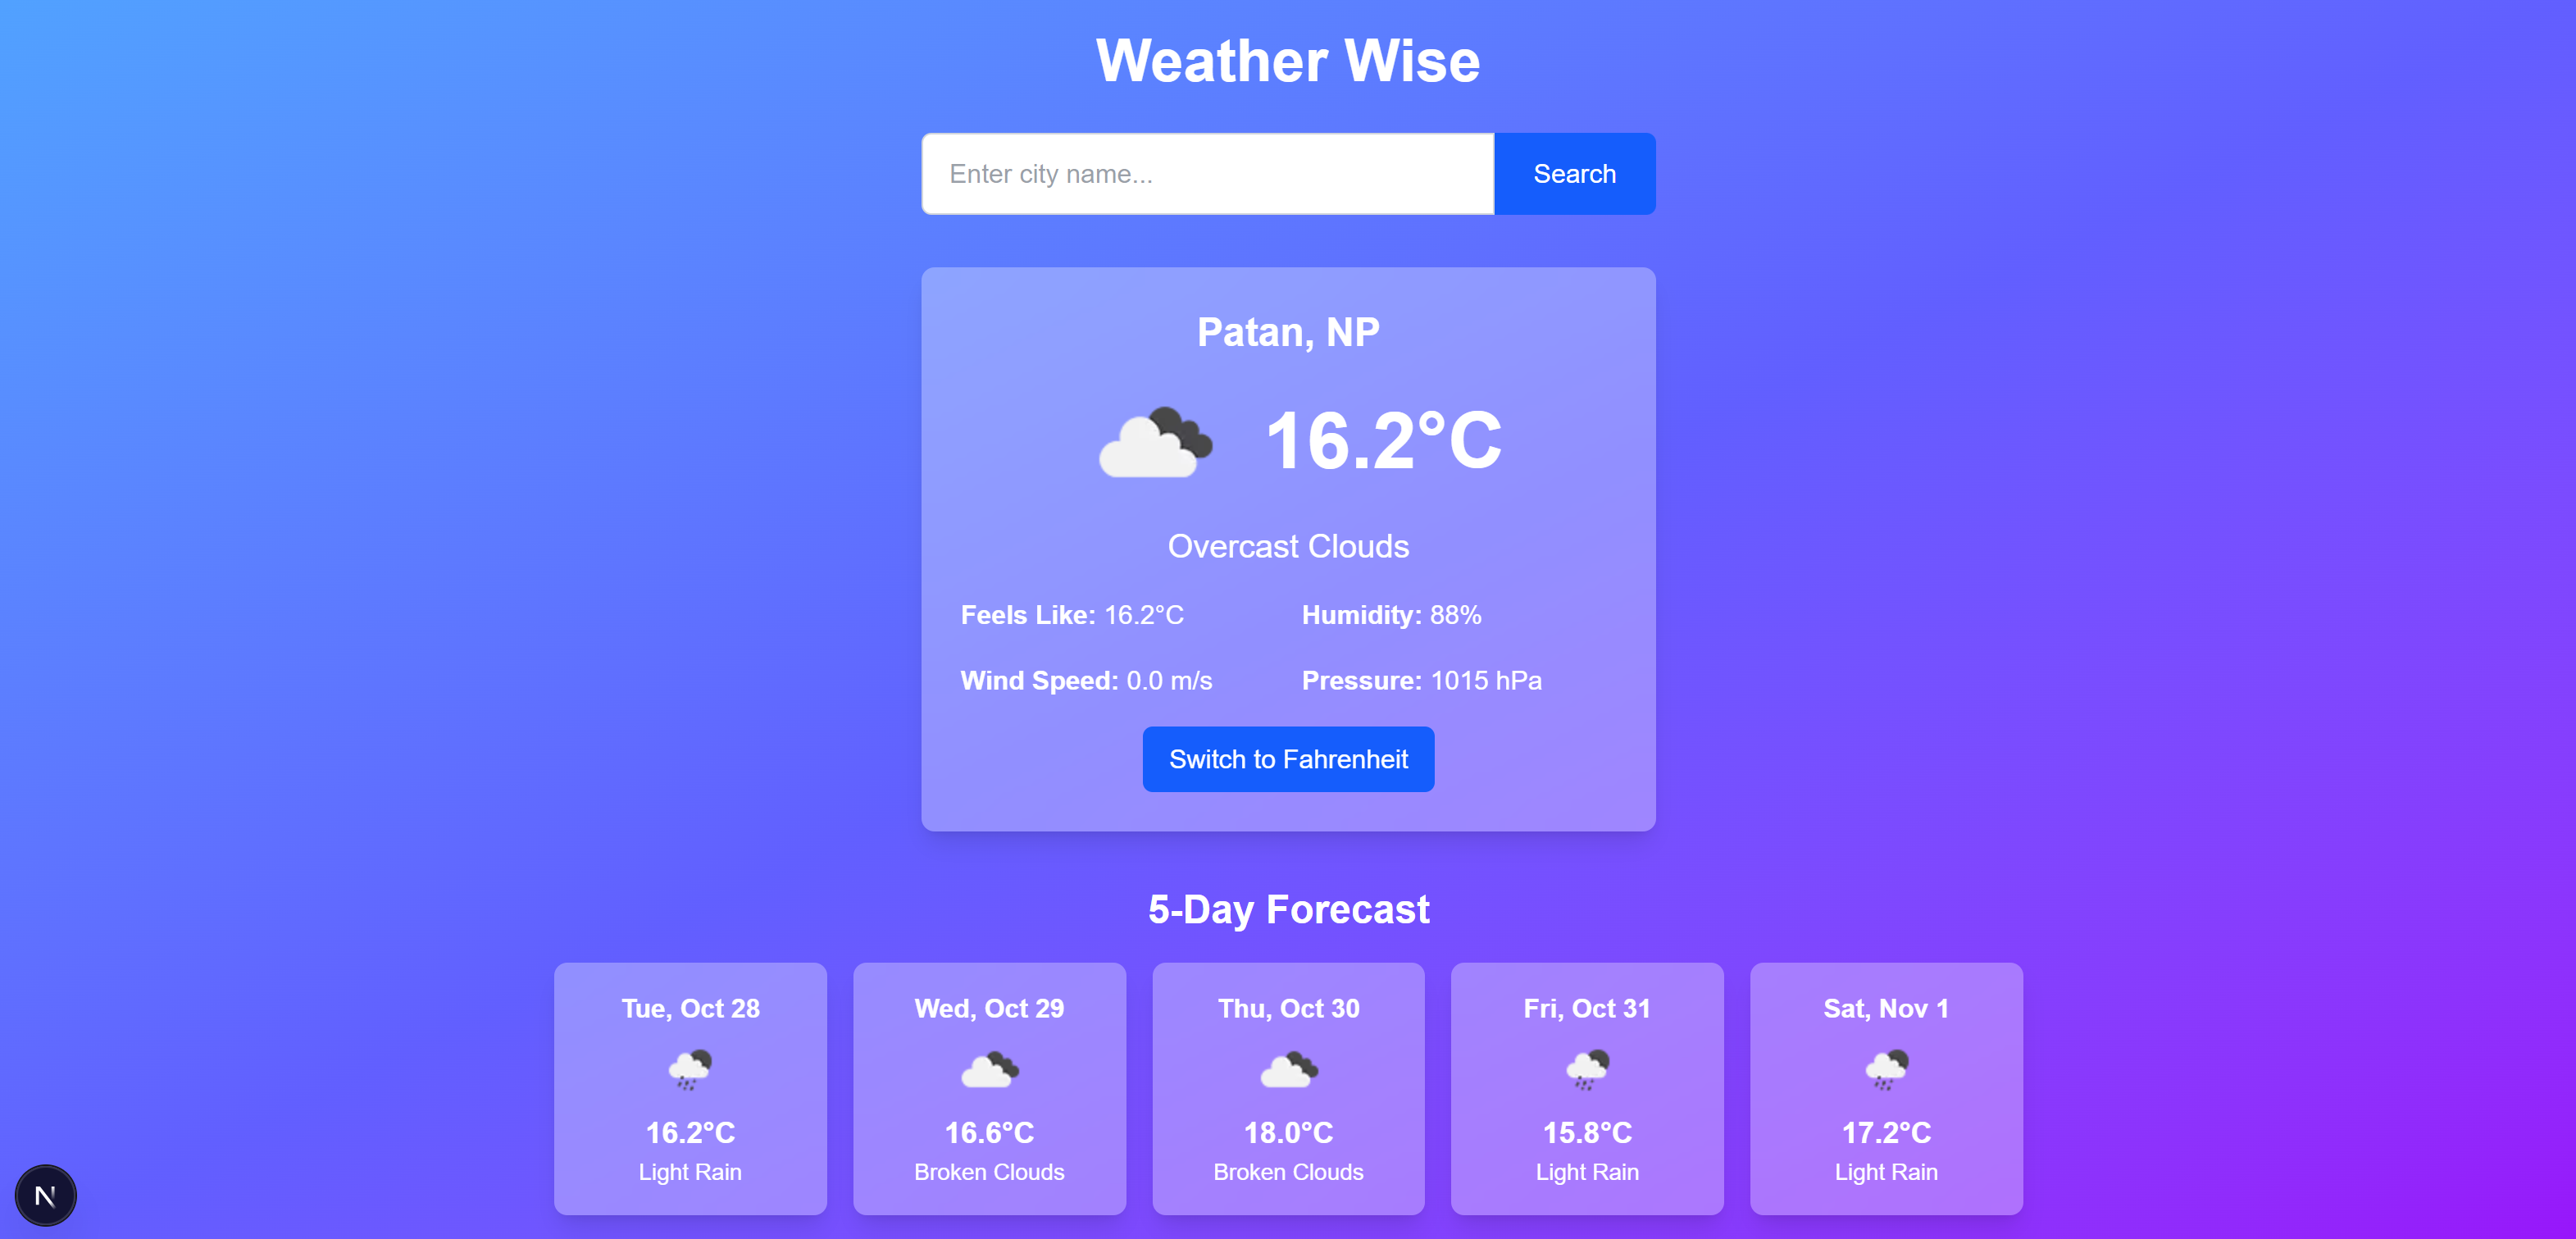 Weather Wise
Enter city name...
Search
Patan, NP
16.2°C
Overcast Clouds
Feels Like: 16.2°C
Humidity: 88%
Wind Speed: 0.0 m/s
Pressure: 1015 hPa
Switch to Fahrenheit
5-Day Forecast
Tue, Oct 28
16.2°C
Light Rain
Wed, Oct 29
16.6°C
Broken Clouds
Thu, Oct 30
18.0°C
Broken Clouds
Fri, Oct 31
15.8°C
Light Rain
Sat, Nov 1
17.2°C
Light Rain
N